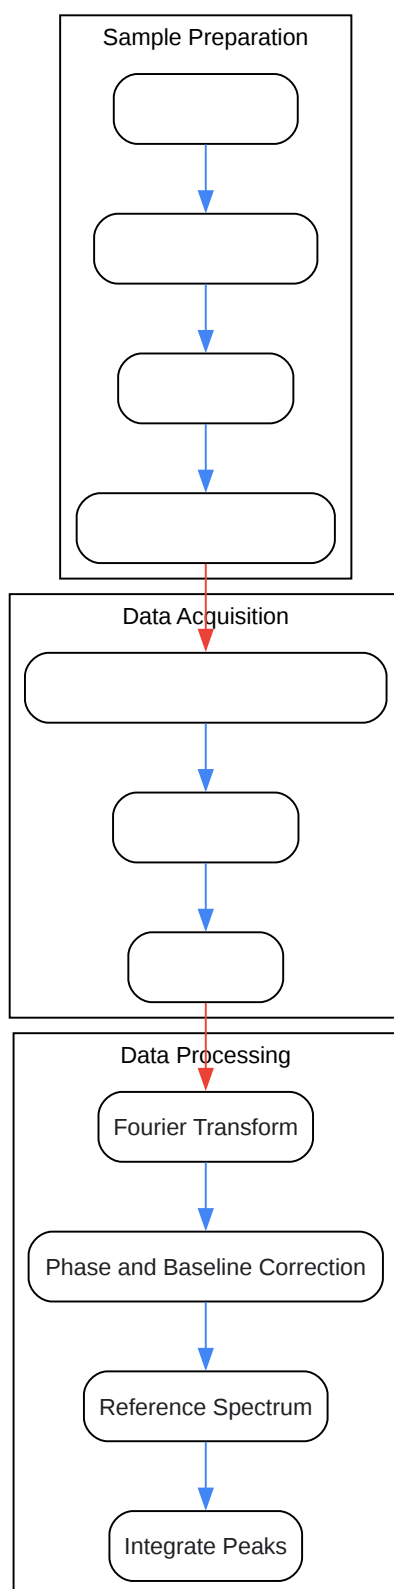 Sample Preparation
Data Acquisition
Data Processing
Fourier Transform
Phase and Baseline Correction
Reference Spectrum
Integrate Peaks